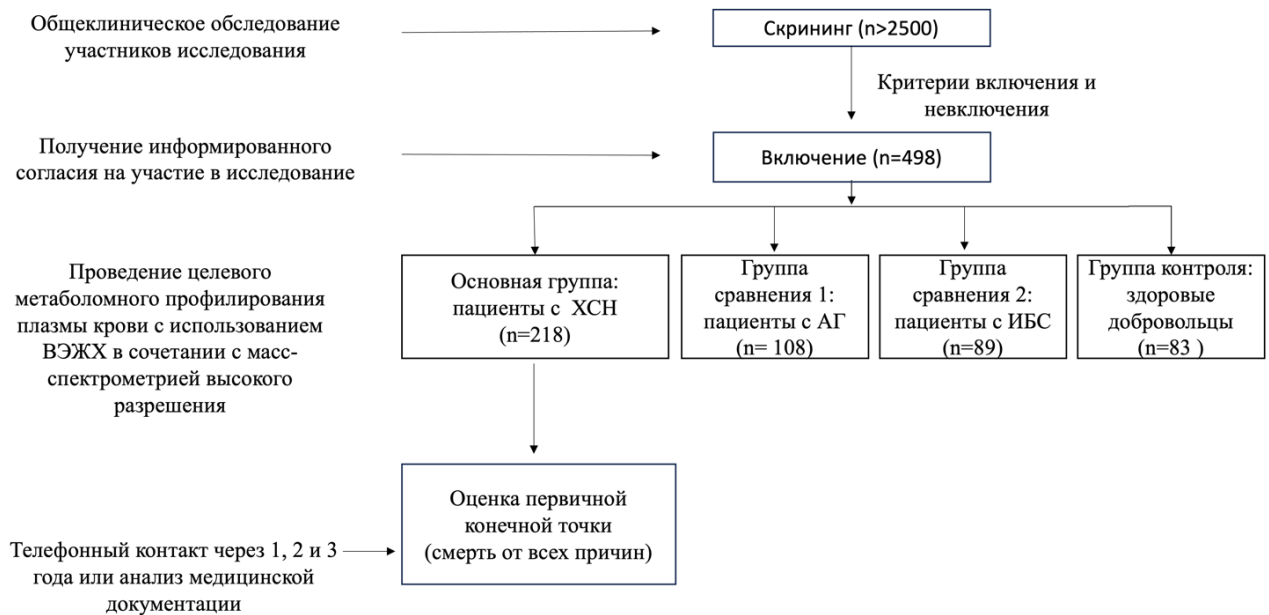 Общеклиническое обследование
участников исследования
Скрининг (n>2500)
Критерии включения и
невключения
Получение информированного
согласия на участие в исследование
Включение (n=498)
Проведение целевого
метаболомного профилирования
плазмы крови с использованием
ВЭЖХ в сочетании с масс-
спектрометрией высокого
разрешения
Основная группа:
пациенты с ХСН
(n=218)
Группа
сравнения 1:
пациенты с АГ
(n= 108)
Группа
сравнения 2:
пациенты с ИБС
(n=89)
Группа контроля:
здоровые
добровольцы
(n=83 )
Оценка первичной
конечной точки
(смерть от всех причин)
Телефонный контакт через 1, 2 и 3
года или анализ медицинской
документации